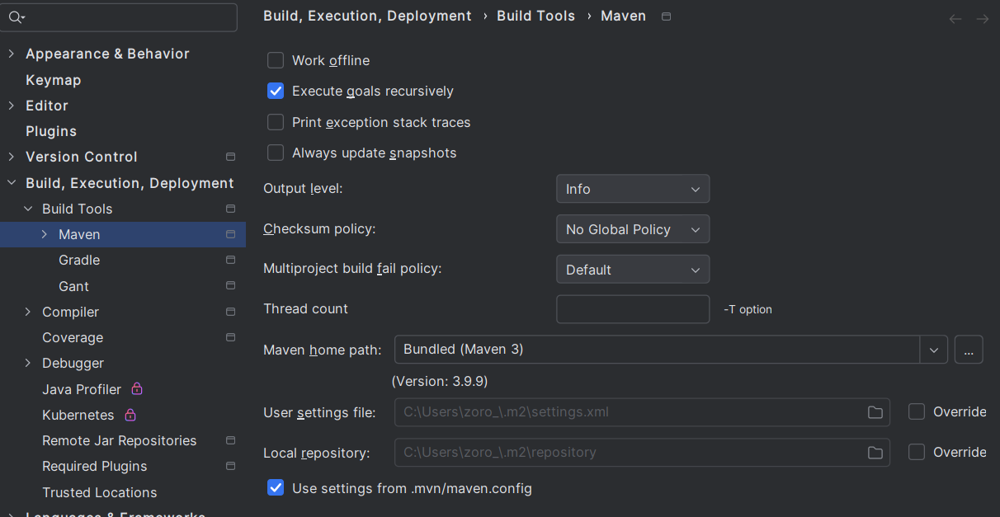 Build, Execution, Deployment › Build Tools › Maven
Appearance & Behavior
Keymap
Editor
Plugins
Version Control
Build, Execution, Deployment
Build Tools
Maven
Gradle
Gant
Compiler
Coverage
Debugger
Java Profiler
Kubernetes
Remote Jar Repositories
Required Plugins
Trusted Locations
Languages & Frameworks
Work offline
Execute goals recursively
Print exception stack traces
Always update snapshots
Output level: Info
Checksum policy: No Global Policy
Multiproject build fail policy: Default
Thread count -T option
Maven home path: Bundled (Maven 3) ...
(Version: 3.9.9)
User settings file: C:\Users\zoro_\.m2\settings.xml Override
Local repository: C:\Users\zoro_\.m2\repository Override
Use settings from .mvn/maven.config